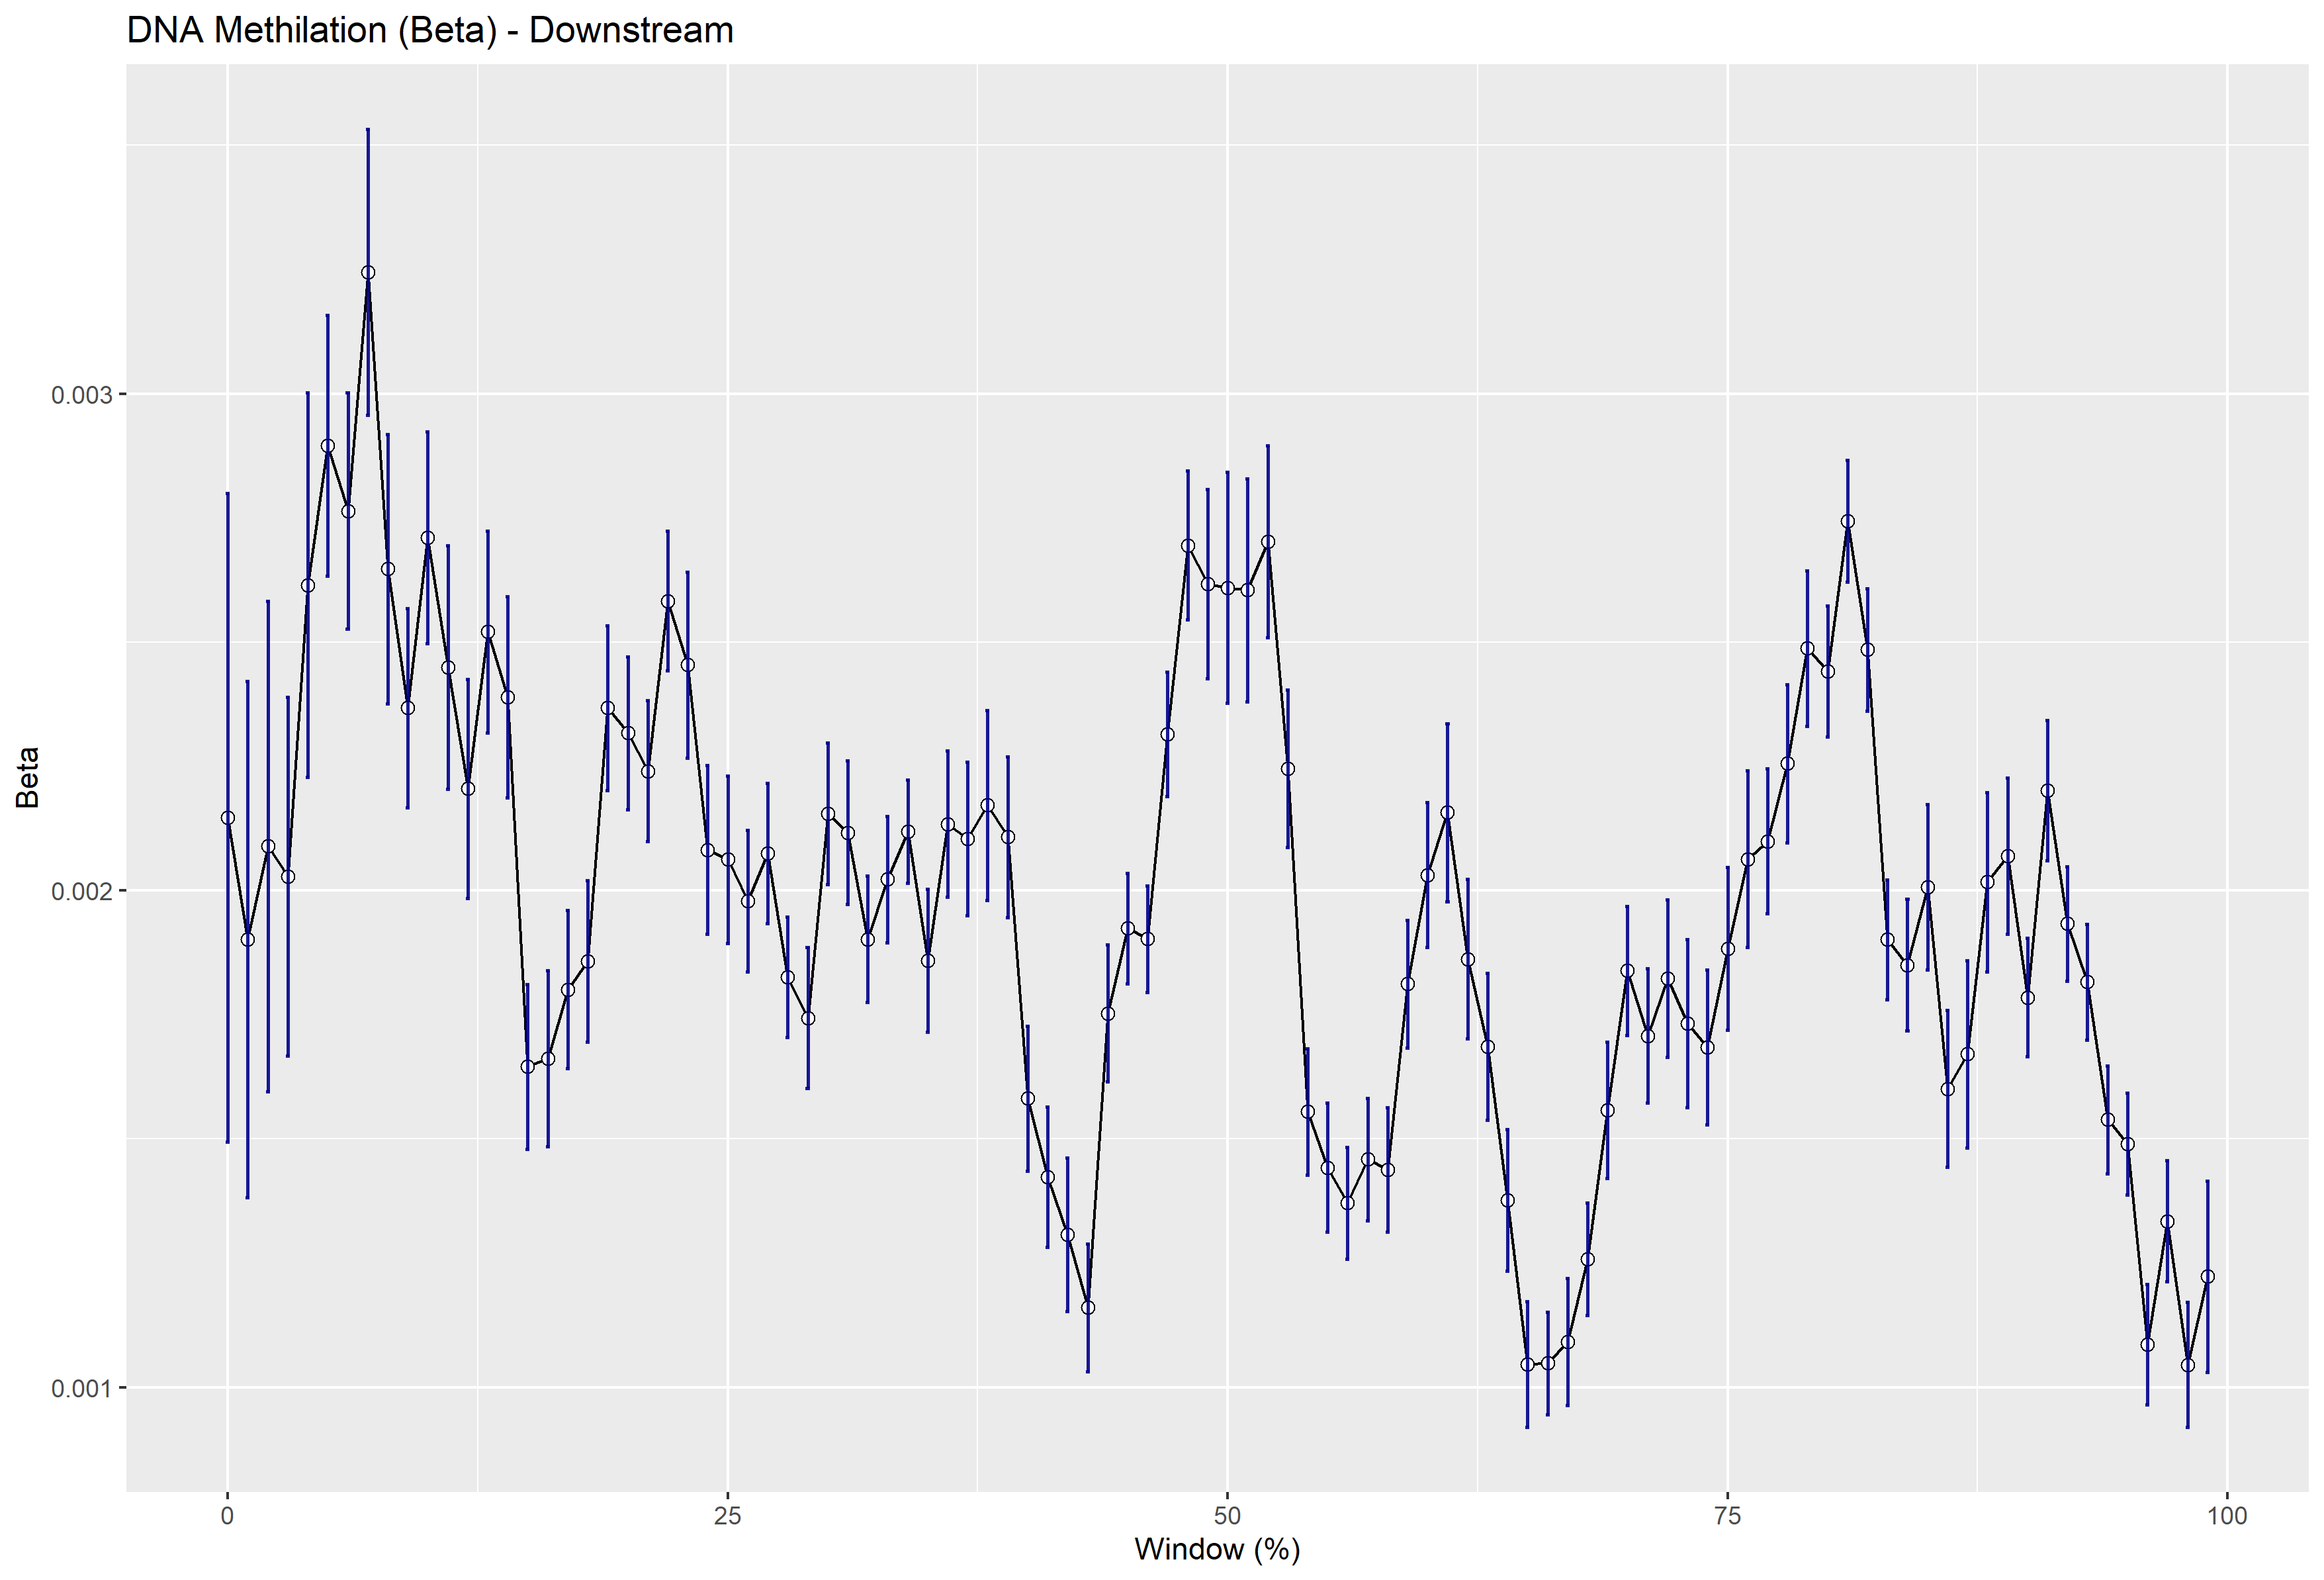 DNA Methilation (Beta) - Downstream
Beta
0.003
0.002
0.001
0 25 50 75 100
Window (%)